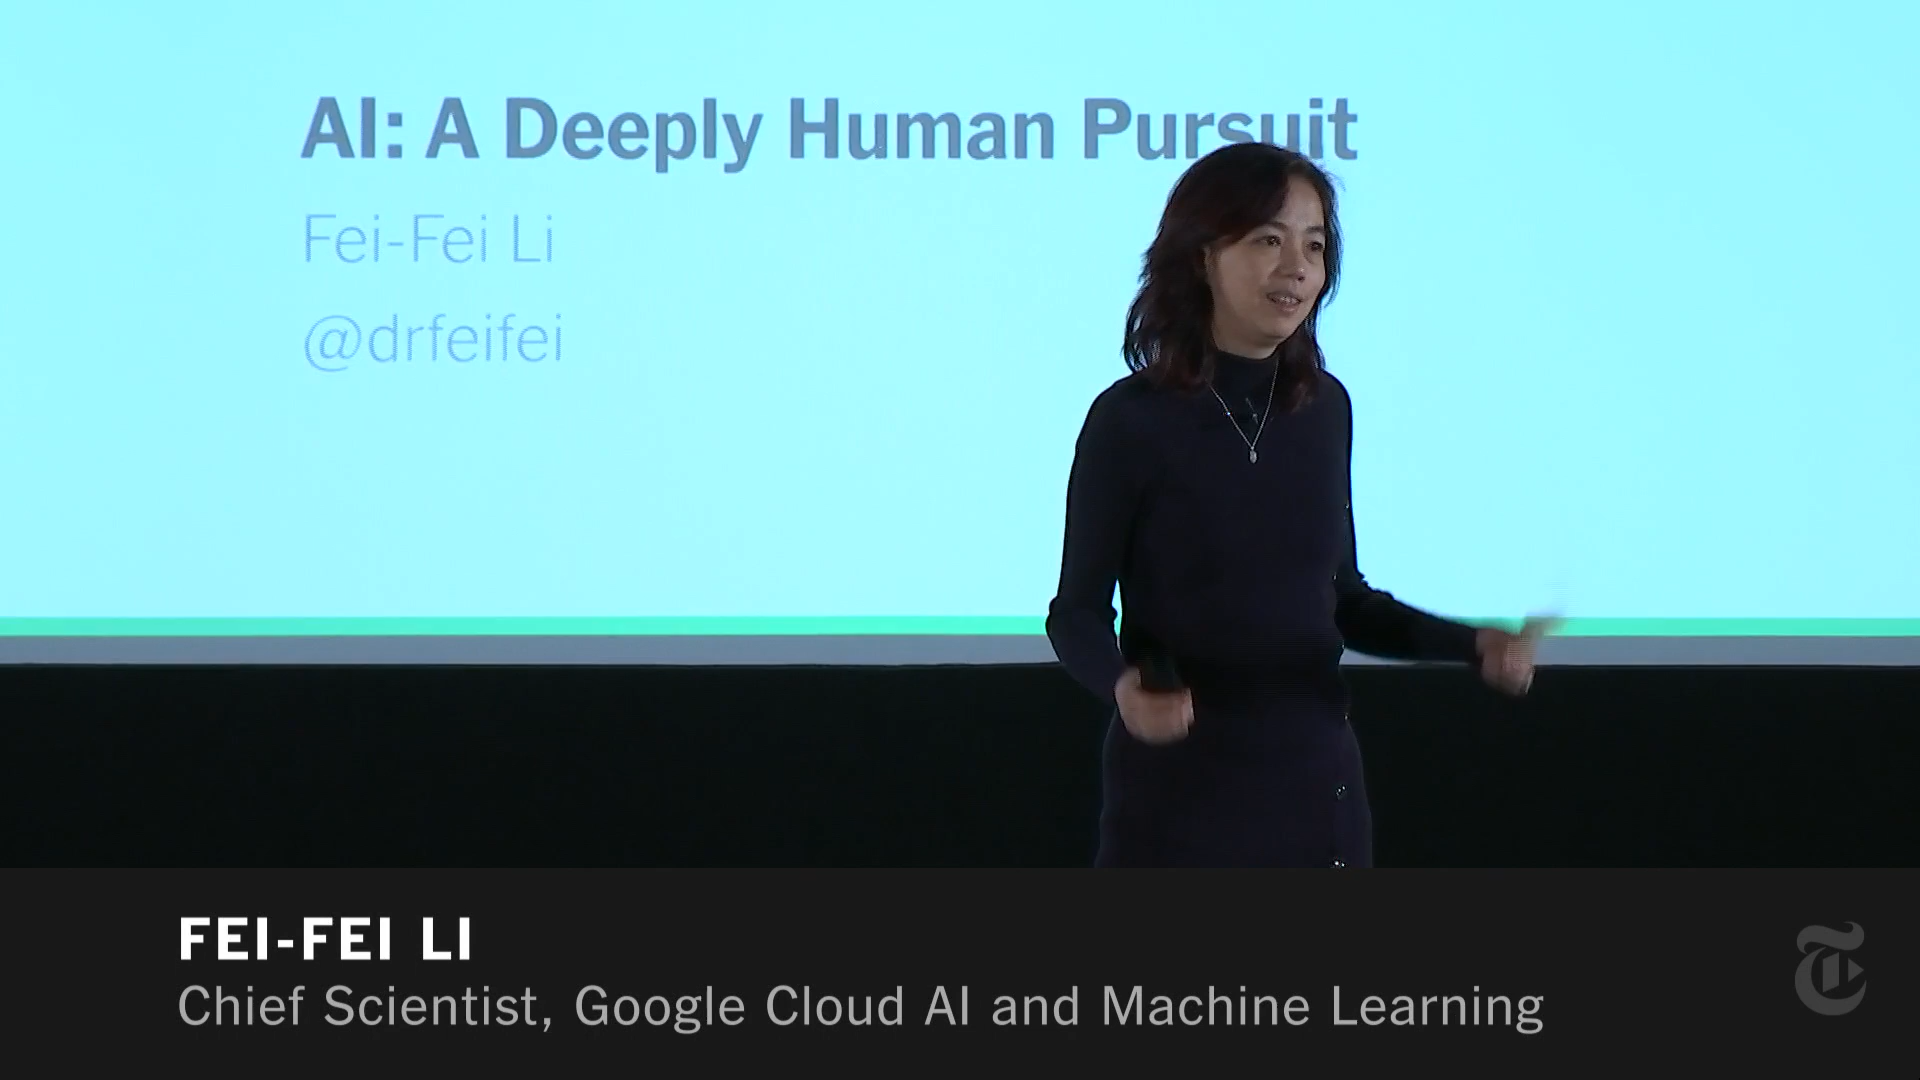 AI: A Deeply Human Pursuit
Fei-Fei Li
@drfeifei
FEI-FEI LI
Chief Scientist, Google Cloud AI and Machine Learning